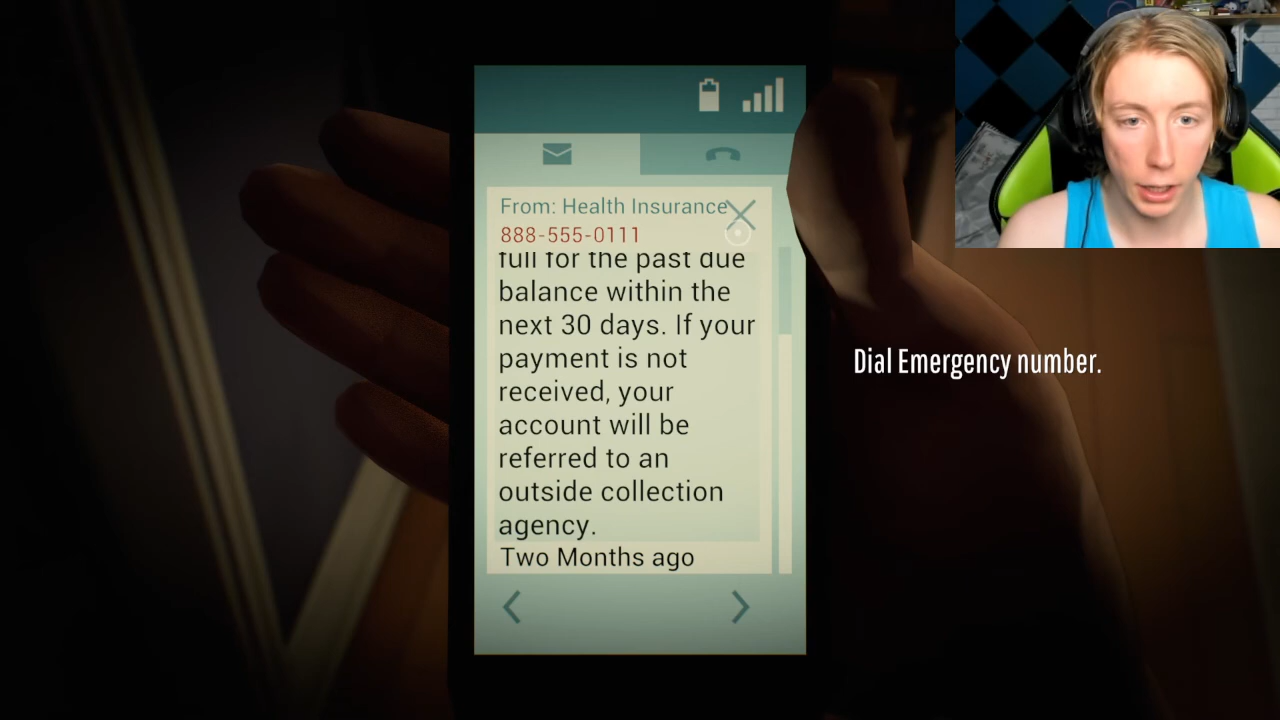 From: Health Insurance
888-555-0111
full for the past due
balance within the
next 30 days. If your
payment is not
received, your
account will be
referred to an
outside collection
agency.
Two Months ago
Dial Emergency number.